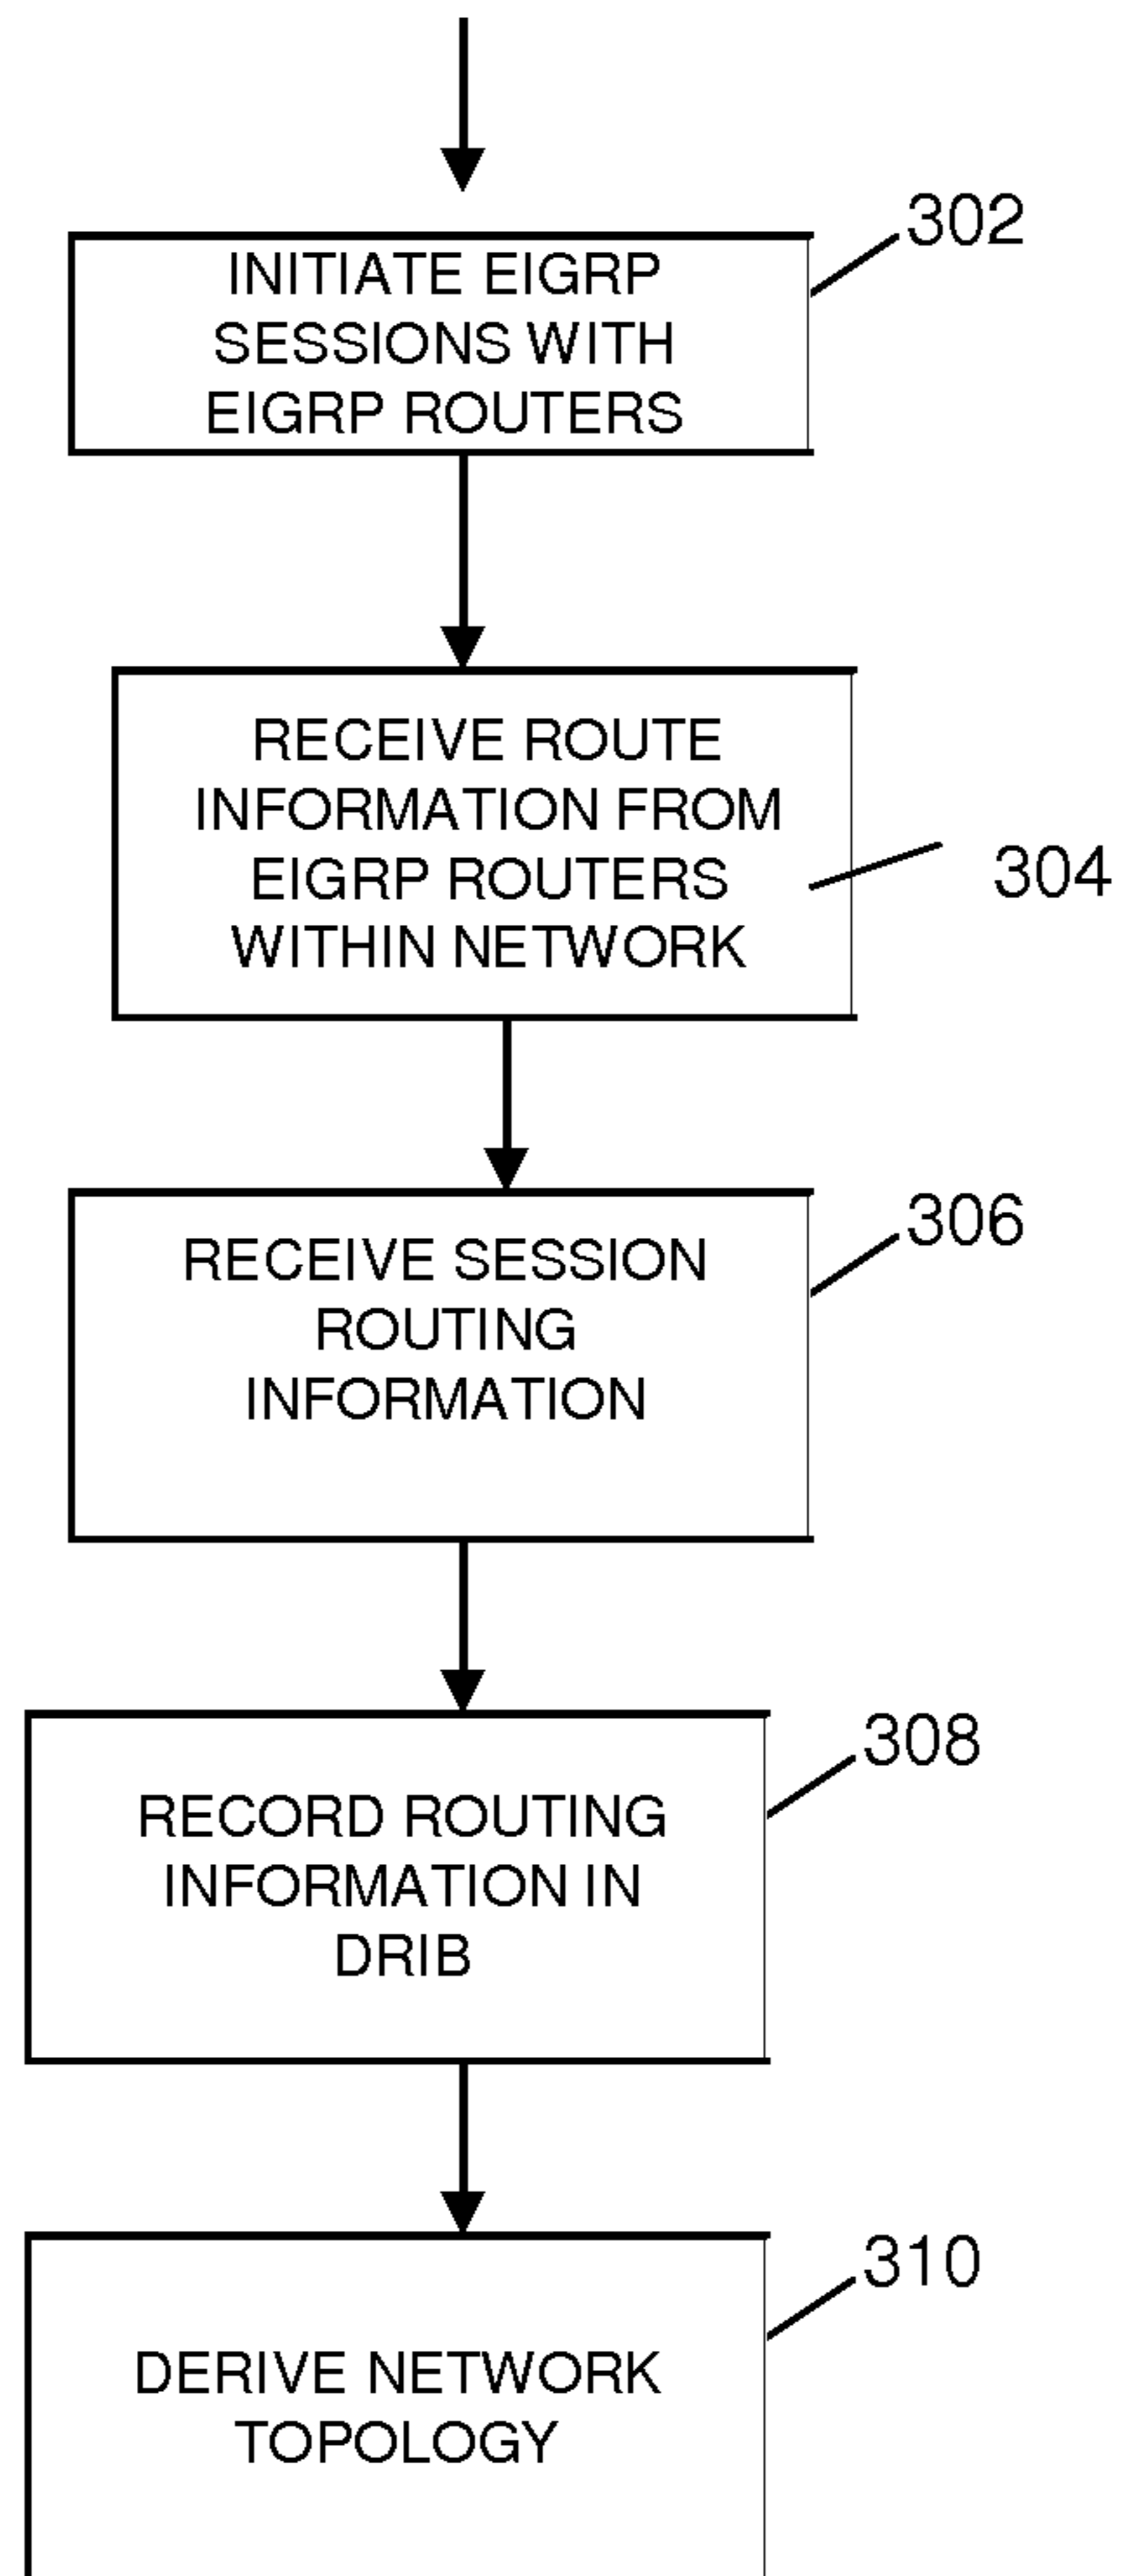 302
INITIATE EIGRP
SESSIONS WITH
EIGRP ROUTERS
RECEIVE ROUTE
INFORMATION FROM
EIGRP ROUTERS
304
WITHIN NETWORK
306
RECEIVE SESSION
ROUTING
INFORMATION
308
RECORD ROUTING
INFORMATION IN
DRIB
310
DERIVE NETWORK
TOPOLOGY